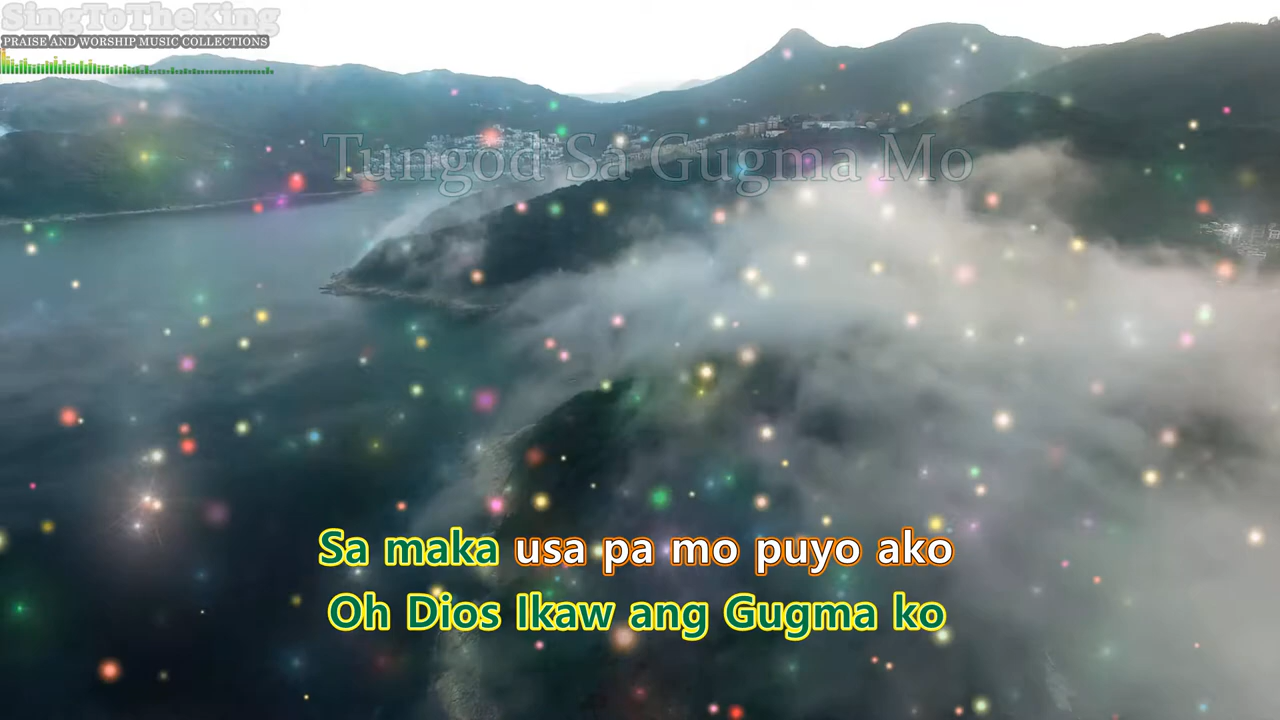 SingToTheKing
PRAISE AND WORSHIP MUSIC COLLECTIONS
Tungod Sa Gugma Mo
Sa maka usa pa mo puyo ako
Oh Dios Ikaw ang Gugma ko